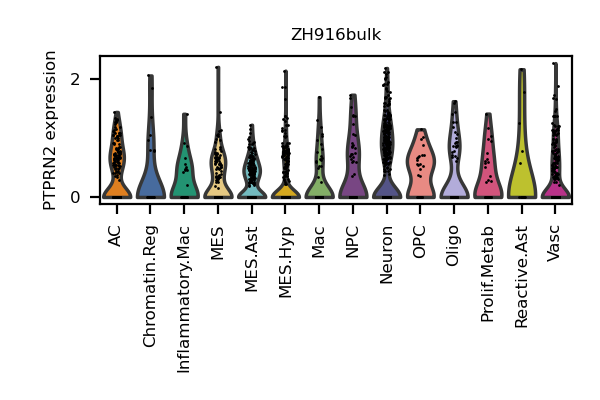 ZH916bulk
PTPRN2 expression
2
0
AC
Chromatin.Reg
Inflammatory.Mac
MES
MES.Ast
MES.Hyp
Mac
NPC
Neuron
OPC
Oligo
Prolif.Metab
Reactive.Ast
Vasc